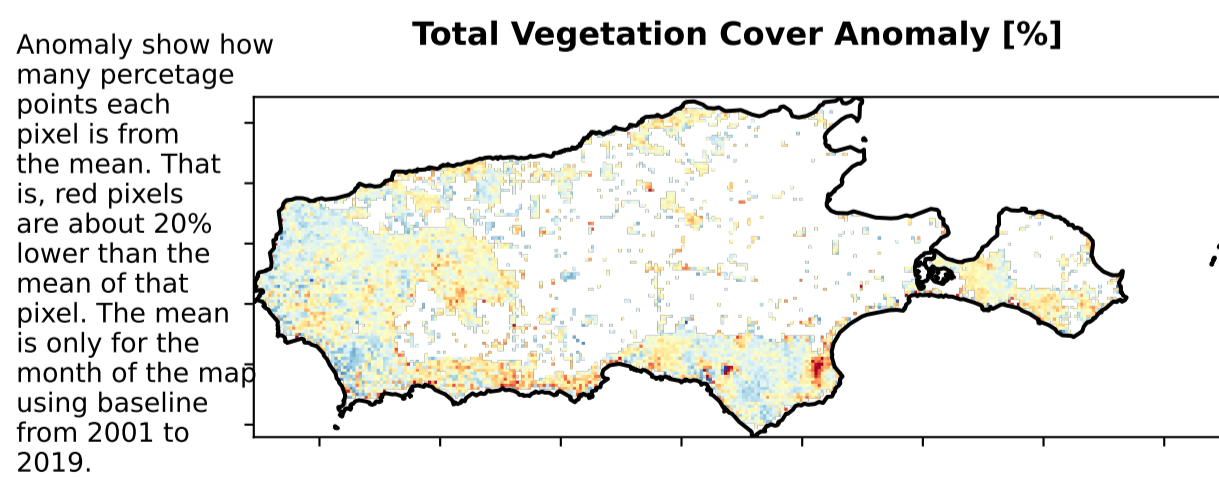 Total Vegetation Cover Anomaly [%]
Anomaly show how
many percetage
points each
pixel is from
the mean. That
is, red pixels
are about 20%
lower than the
mean of that
pixel. The mean
is only for the
month of the map
using baseline
from 2001 to
2019.